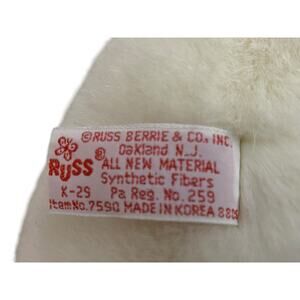 ©RUSS BERRIE & CO., INC.
Oakland N.J.
Russ® ALL NEW MATERIAL
Synthetic Fibers
K-29 Pa Reg. No. 259
Item No. 7590 MADE IN KOREA